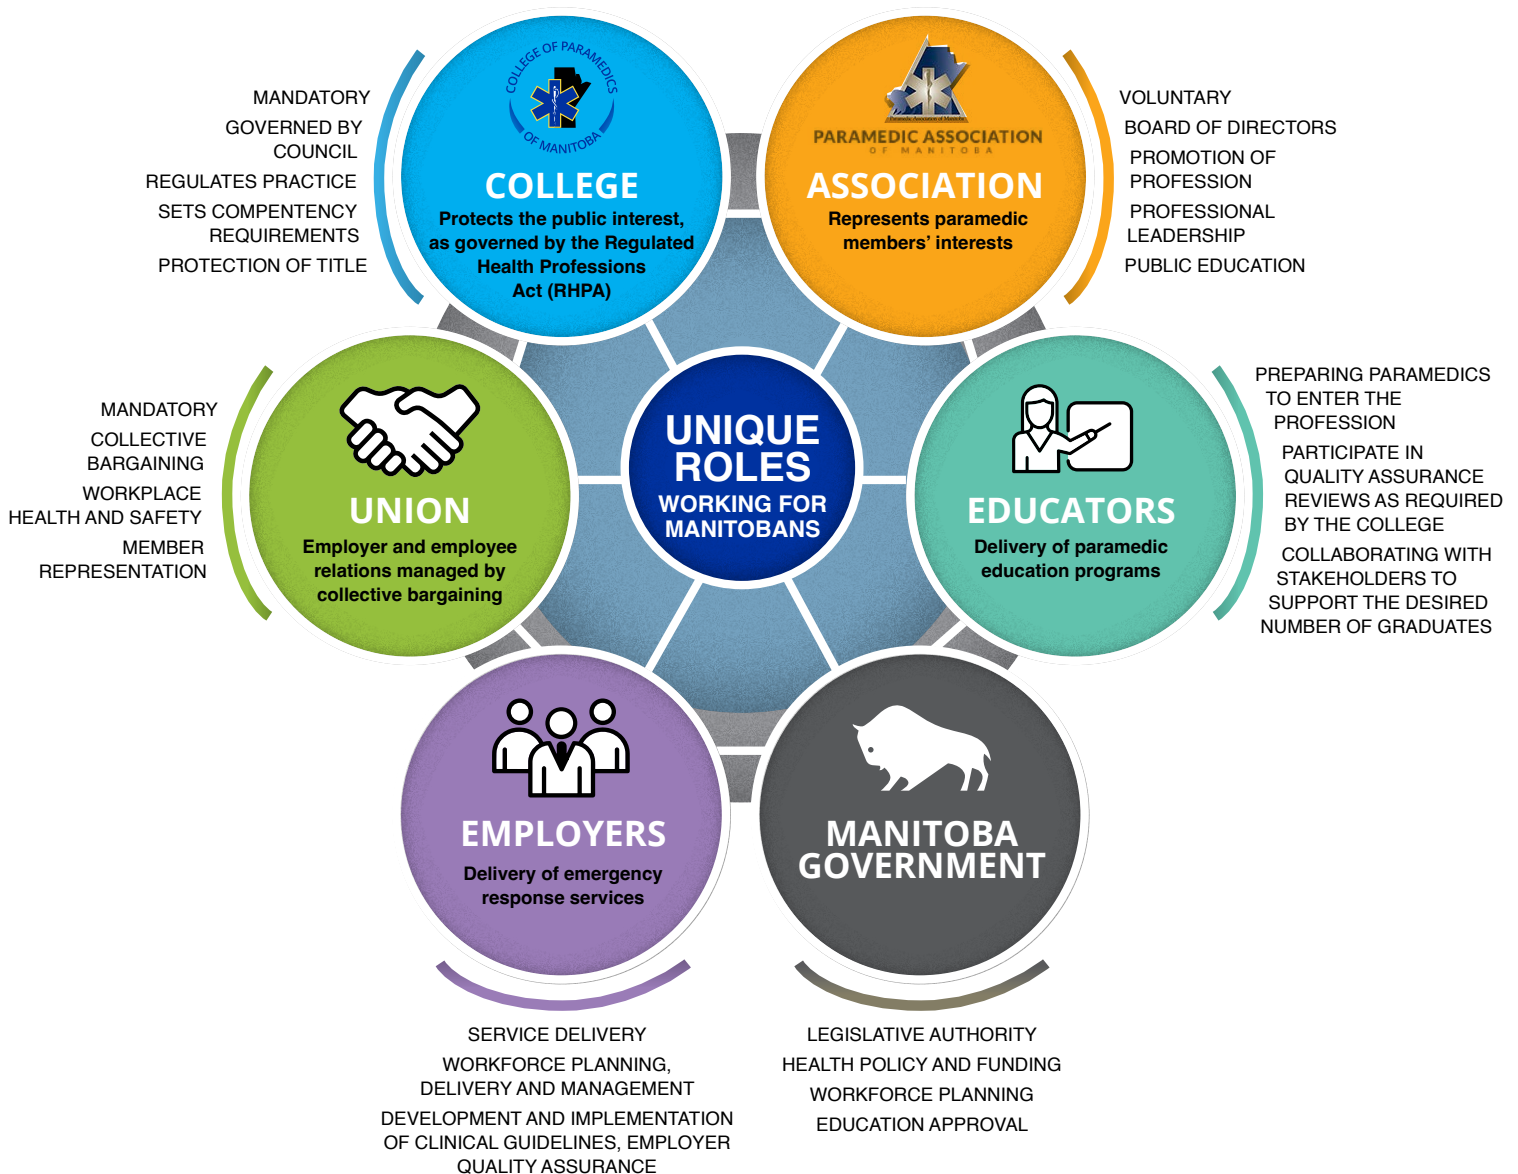 COLLEGE OF PARAMEDICS
OF MANITOBA
COLLEGE
Protects the public interest,
as governed by the Regulated
Health Professions
Act (RHPA)
MANDATORY
GOVERNED BY
COUNCIL
REGULATES PRACTICE
SETS COMPENTENCY
REQUIREMENTS
PROTECTION OF TITLE
Paramedic Association of Manitoba
PARAMEDIC ASSOCIATION
OF MANITOBA
ASSOCIATION
Represents paramedic
members' interests
VOLUNTARY
BOARD OF DIRECTORS
PROMOTION OF
PROFESSION
PROFESSIONAL
LEADERSHIP
PUBLIC EDUCATION
MANDATORY
COLLECTIVE
BARGAINING
WORKPLACE
HEALTH AND SAFETY
MEMBER
REPRESENTATION
UNION
Employer and employee
relations managed by
collective bargaining
UNIQUE
ROLES
WORKING FOR
MANITOBANS
EDUCATORS
Delivery of paramedic
education programs
PREPARING PARAMEDICS
TO ENTER THE
PROFESSION
PARTICIPATE IN
QUALITY ASSURANCE
REVIEWS AS REQUIRED
BY THE COLLEGE
COLLABORATING WITH
STAKEHOLDERS TO
SUPPORT THE DESIRED
NUMBER OF GRADUATES
EMPLOYERS
Delivery of emergency
response services
SERVICE DELIVERY
WORKFORCE PLANNING,
DELIVERY AND MANAGEMENT
DEVELOPMENT AND IMPLEMENTATION
OF CLINICAL GUIDELINES, EMPLOYER
QUALITY ASSURANCE
MANITOBA
GOVERNMENT
LEGISLATIVE AUTHORITY
HEALTH POLICY AND FUNDING
WORKFORCE PLANNING
EDUCATION APPROVAL